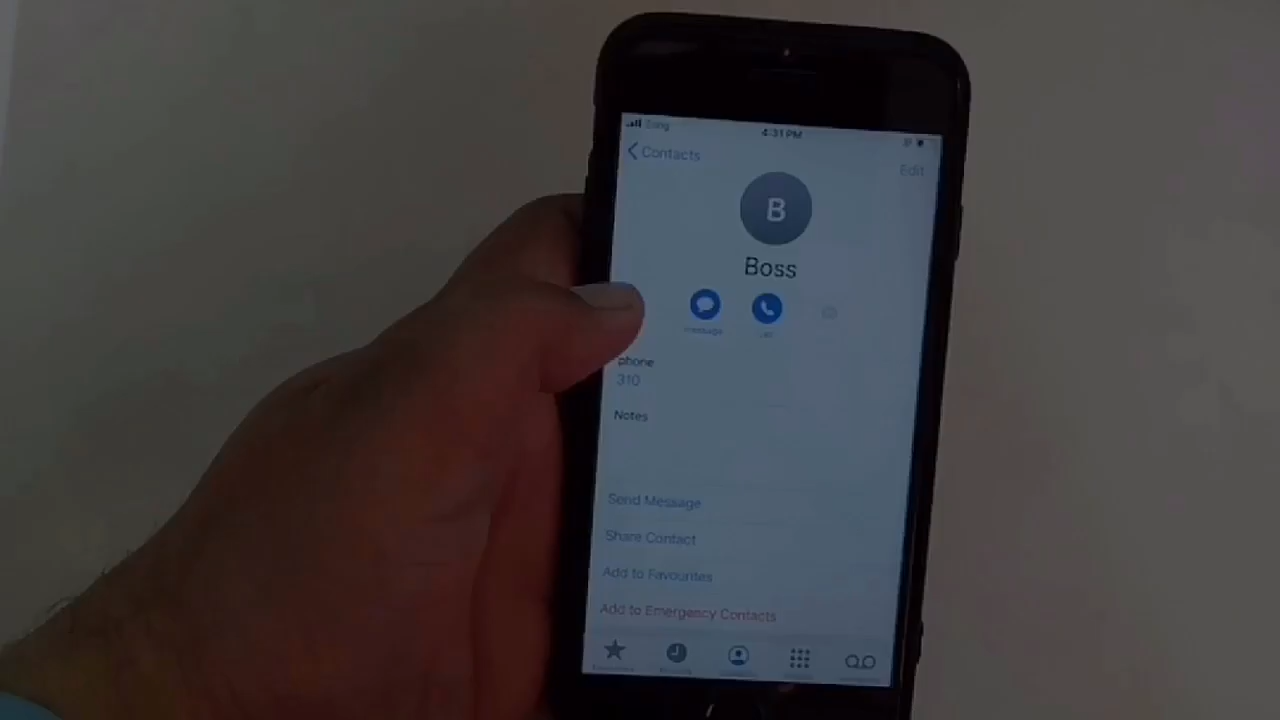 Zong
4:31 PM
Contacts
Edit
B
Boss
message
phone
310
Notes
Send Message
Share Contact
Add to Favourites
Add to Emergency Contacts